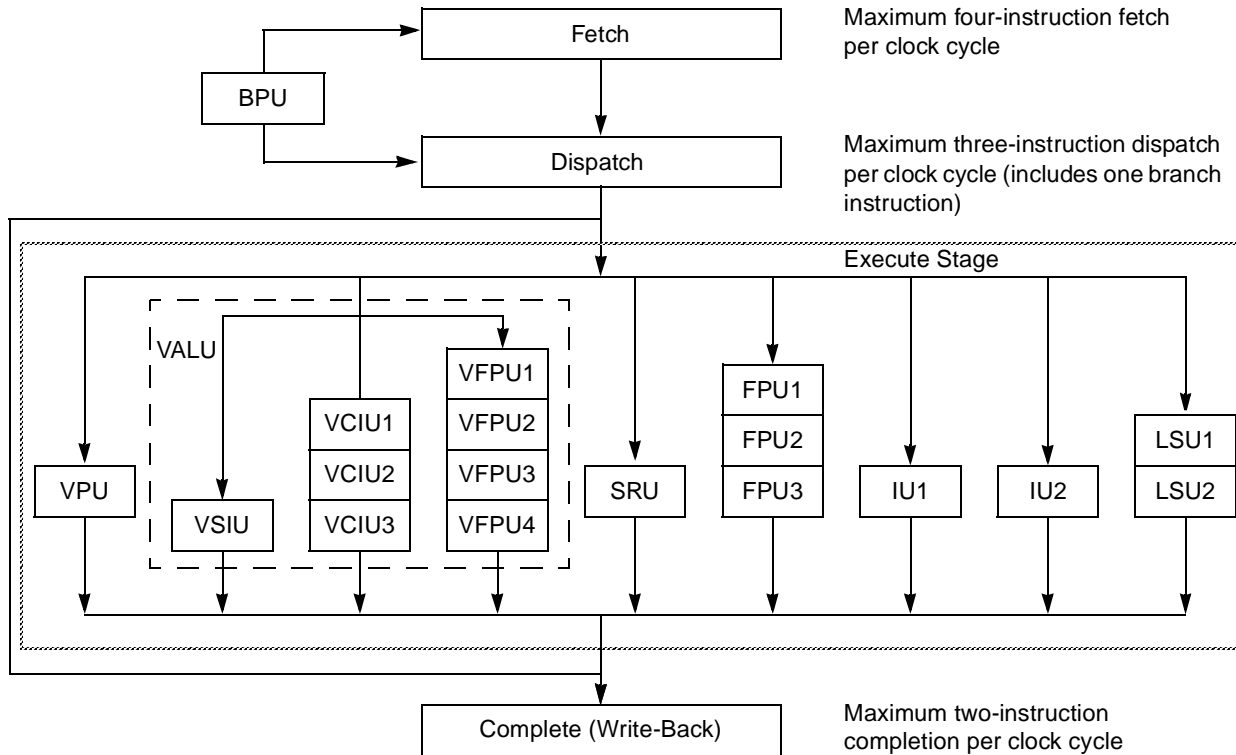 Fetch
Maximum four-instruction fetch
per clock cycle
BPU
Dispatch
Maximum three-instruction dispatch
per clock cycle (includes one branch
instruction)
Execute Stage
VALU
VFPU1
VFPU2
VFPU3
VFPU4
VCIU1
VCIU2
VCIU3
VPU
VSIU
SRU
FPU1
FPU2
FPU3
IU1
IU2
LSU1
LSU2
Complete (Write-Back)
Maximum two-instruction
completion per clock cycle